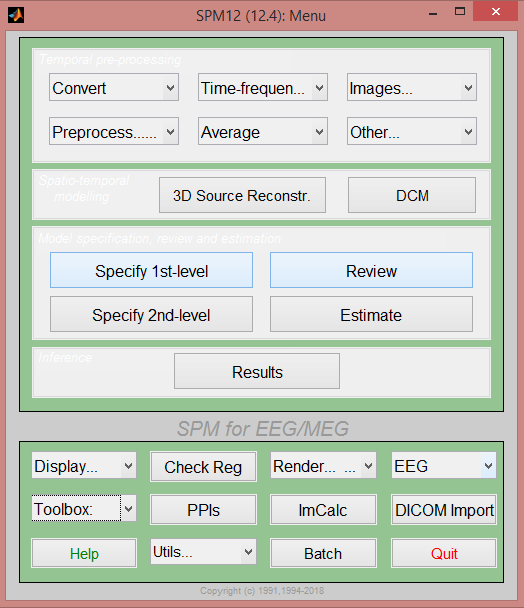 SPM12 (12.4): Menu
Temporal pre-processing
Convert
Time-frequen...
Images...
Preprocess......
Average
Other...
Spatio-temporal
modelling
3D Source Reconstr.
DCM
Model specification, review and estimation
Specify 1st-level
Review
Specify 2nd-level
Estimate
Inference
Results
SPM for EEG/MEG
Display...
Check Reg
Render... ...
EEG
Toolbox:
PPIs
ImCalc
DICOM Import
Help
Utils...
Batch
Quit
Copyright (c) 1991,1994-2018